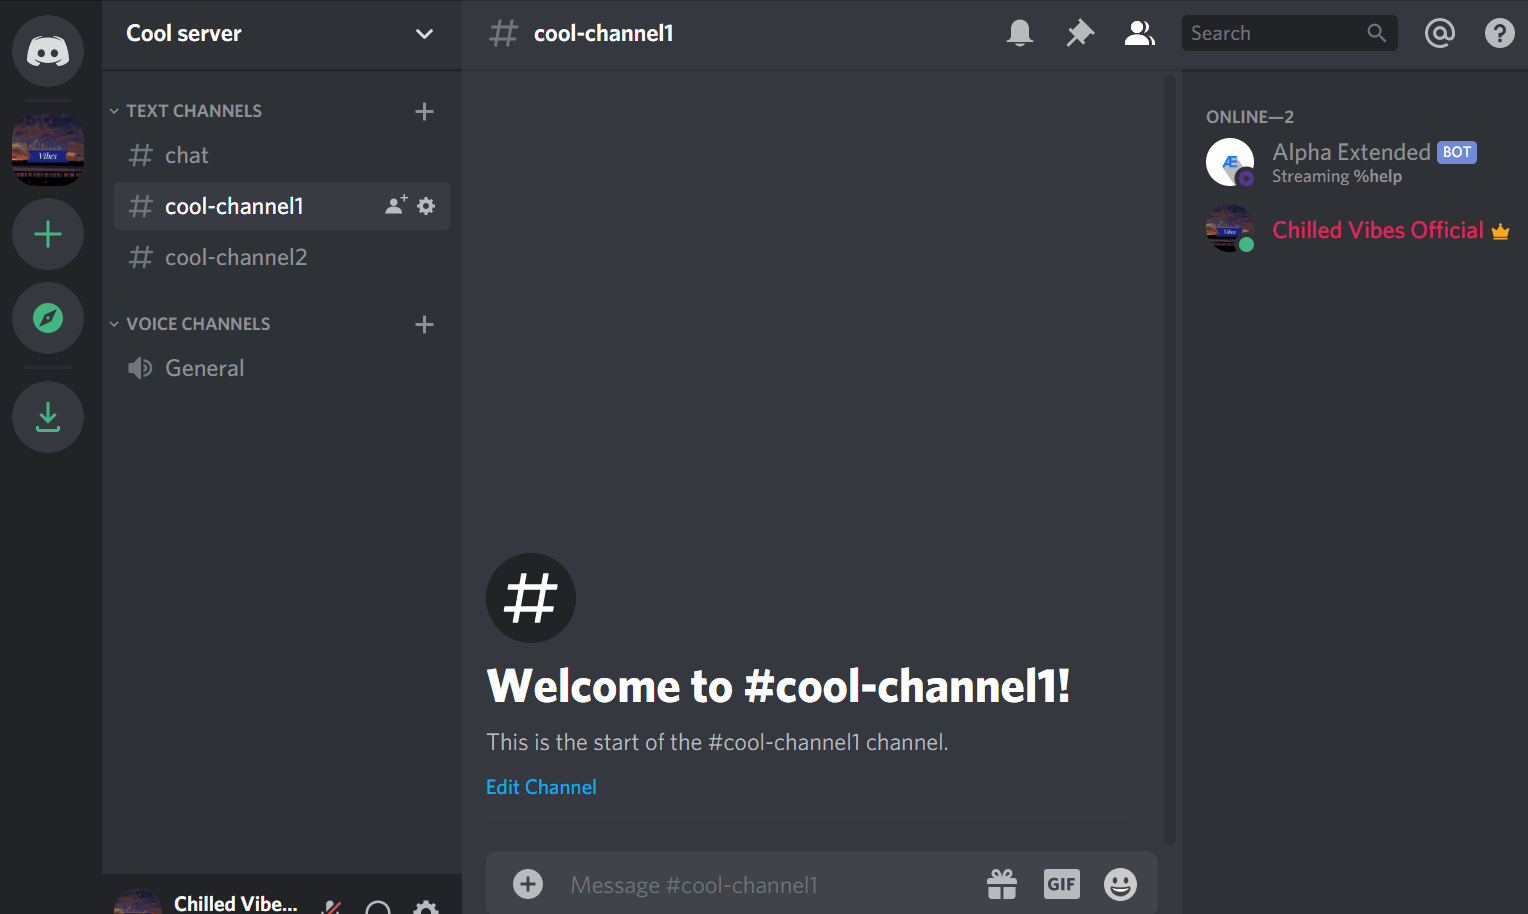 Cool server
cool-channel1
Search
TEXT CHANNELS
chat
cool-channel1
cool-channel2
VOICE CHANNELS
General
Vibes
Welcome to #cool-channel1!
This is the start of the #cool-channel1 channel.
Edit Channel
Message #cool-channel1
GIF
Chilled Vibe...
ONLINE—2
Æ
Alpha Extended BOT
Streaming %help
Vibes
Chilled Vibes Official